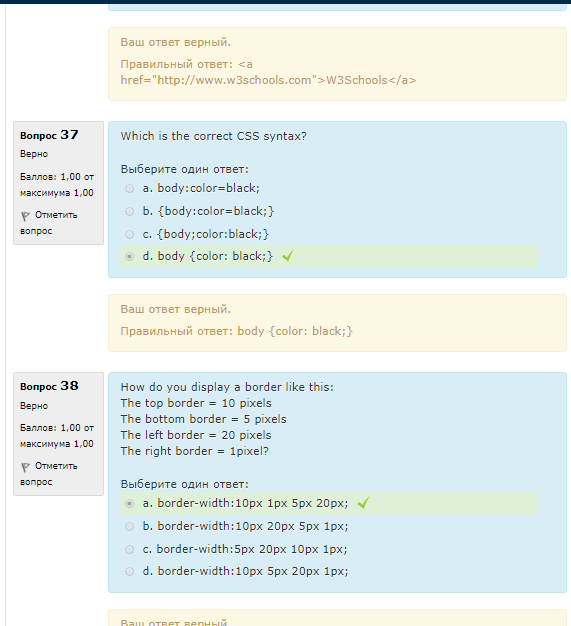 Ваш ответ верный.
Правильный ответ: <a
href="http://www.w3schools.com">W3Schools</a>
Вопрос 37
Верно
Баллов: 1,00 от
максимума 1,00
Отметить
вопрос
Which is the correct CSS syntax?
Выберите один ответ:
a. body:color=black;
b. {body:color=black;}
c. {body;color:black;}
d. body {color: black;}
Ваш ответ верный.
Правильный ответ: body {color: black;}
Вопрос 38
Верно
Баллов: 1,00 от
максимума 1,00
Отметить
вопрос
How do you display a border like this:
The top border = 10 pixels
The bottom border = 5 pixels
The left border = 20 pixels
The right border = 1pixel?
Выберите один ответ:
a. border-width:10px 1px 5px 20px;
b. border-width:10px 20px 5px 1px;
c. border-width:5px 20px 10px 1px;
d. border-width:10px 5px 20px 1px;
Ваш ответ верный.